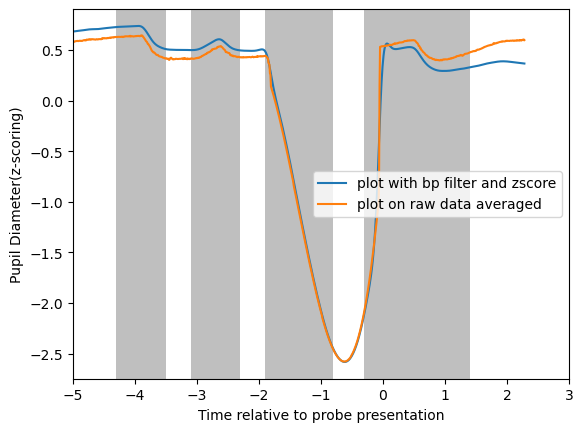 0.5
0.0
−0.5
−1.0
−1.5
−2.0
−2.5
Pupil Diameter(z-scoring)
plot with bp filter and zscore
plot on raw data averaged
−5 −4 −3 −2 −1 0 1 2 3
Time relative to probe presentation